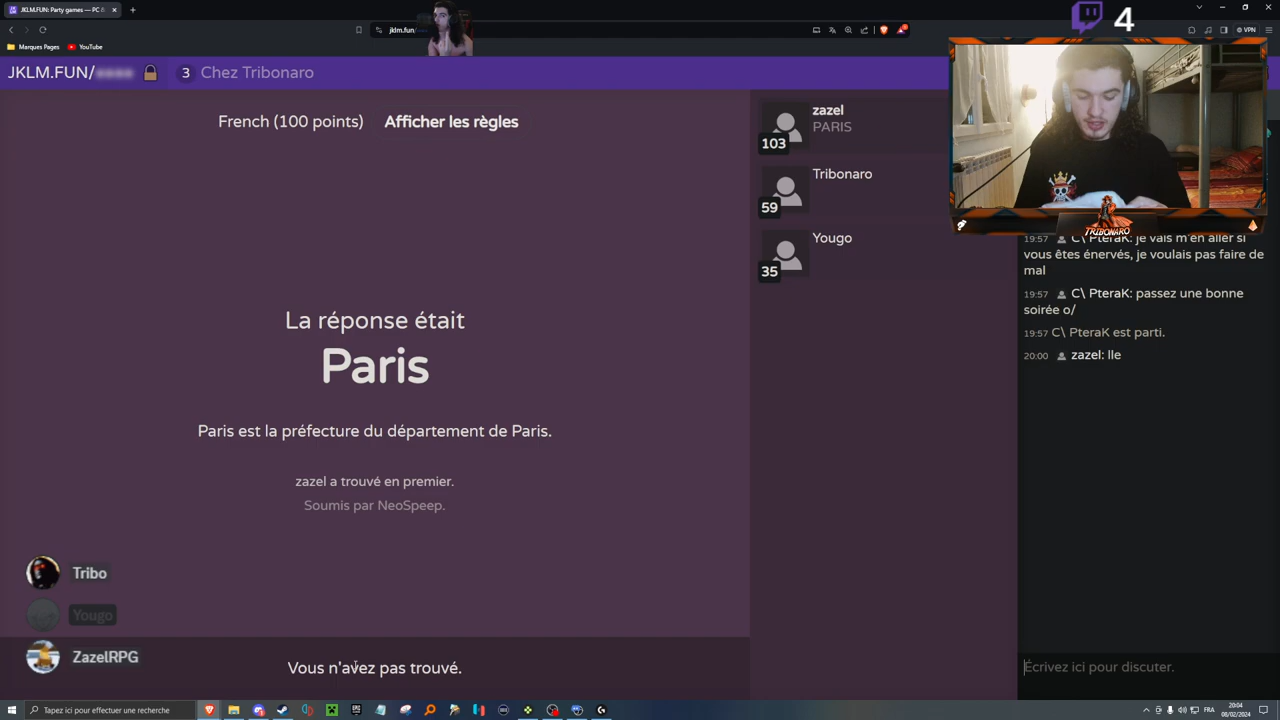 JKLM.FUN: Party games — PC &
4
jklm.fun/
VPN
Marques Pages
YouTube
JKLM.FUN/
3
Chez Tribonaro
French (100 points)
Afficher les règles
zazel
PARIS
103
Tribonaro
59
Yougo
35
TRIBONARO
19:57 C\ PteraK: je vais m'en aller si
vous êtes énervés, je voulais pas faire de
mal
19:57 C\ PteraK: passez une bonne
soirée o/
19:57 C\ PteraK est parti.
20:00 zazel: lle
La réponse était
Paris
Paris est la préfecture du département de Paris.
zazel a trouvé en premier.
Soumis par NeoSpeep.
Tribo
Yougo
ZazelRPG
Vous n'avez pas trouvé.
Écrivez ici pour discuter.
Tapez ici pour effectuer une recherche
FRA
20:04
08/02/2024